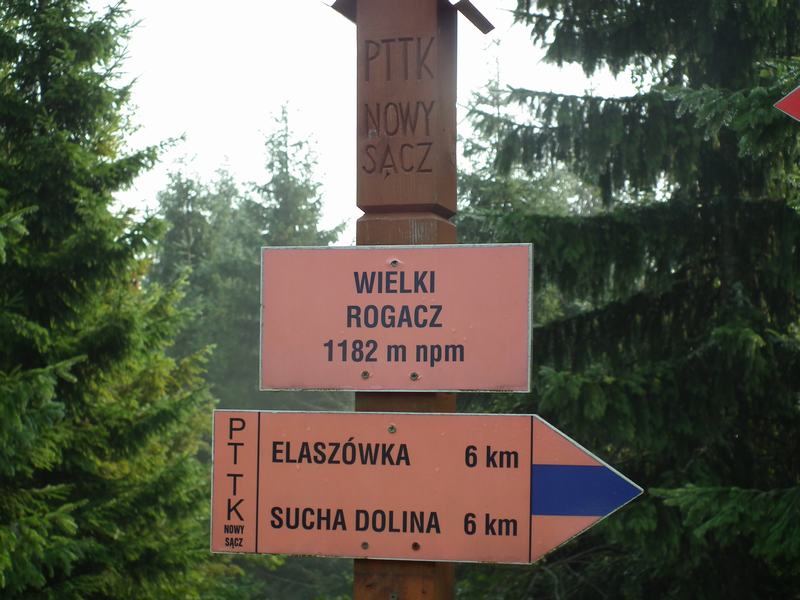 PTTK
NOWY
SĄCZ
WIELKI
ROGACZ
1182 m npm
PTTK
NOWY
SĄCZ
ELASZÓWKA 6 km
SUCHA DOLINA 6 km